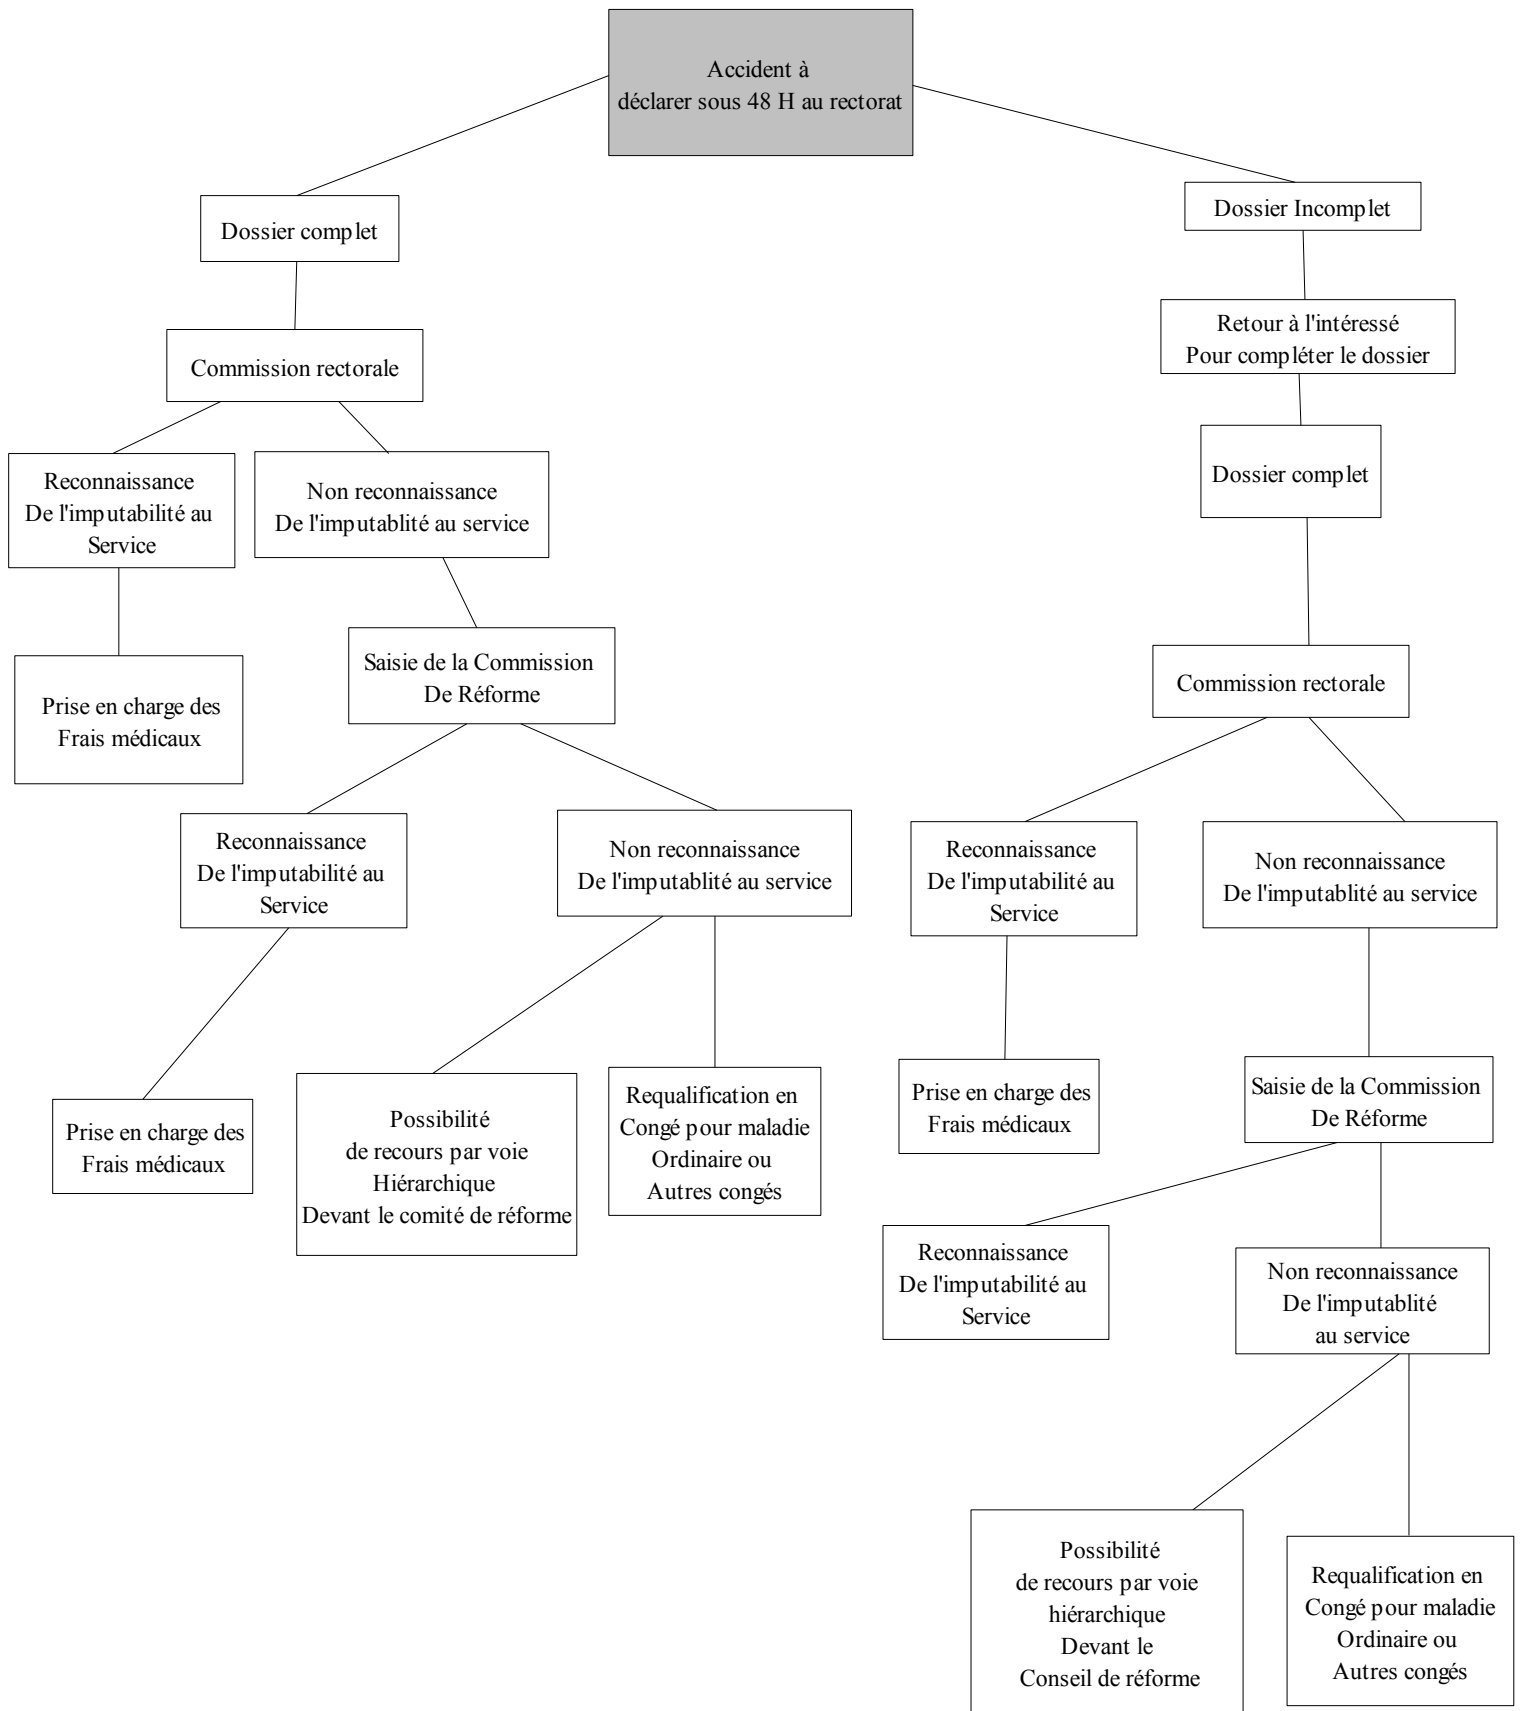 Accident à
déclarer sous 48 H au rectorat
Dossier complet
Dossier Incomplet
Retour à l'intéressé
Pour compléter le dossier
Commission rectorale
Dossier complet
Reconnaissance
De l'imputabilité au
Service
Non reconnaissance
De l'imputablité au service
Saisie de la Commission
De Réforme
Commission rectorale
Prise en charge des
Frais médicaux
Reconnaissance
De l'imputabilité au
Service
Non reconnaissance
De l'imputablité au service
Reconnaissance
De l'imputabilité au
Service
Non reconnaissance
De l'imputablité au service
Prise en charge des
Frais médicaux
Possibilité
de recours par voie
Hiérarchique
Devant le comité de réforme
Requalification en
Congé pour maladie
Ordinaire ou
Autres congés
Prise en charge des
Frais médicaux
Saisie de la Commission
De Réforme
Reconnaissance
De l'imputabilité au
Service
Non reconnaissance
De l'imputablité
au service
Possibilité
de recours par voie
hiérarchique
Devant le
Conseil de réforme
Requalification en
Congé pour maladie
Ordinaire ou
Autres congés